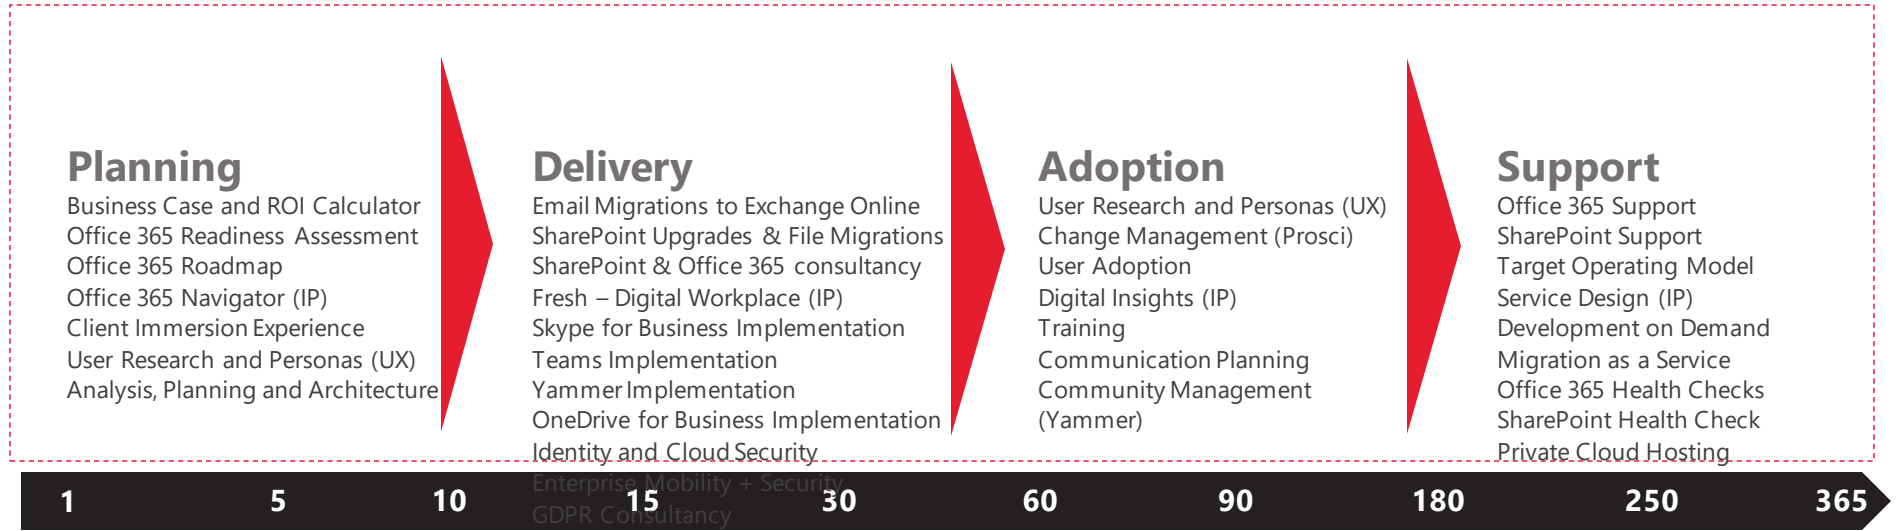 Planning
Business Case and ROI Calculator
Office 365 Readiness Assessment
Office 365 Roadmap
Office 365 Navigator (IP)
Client Immersion Experience
User Research and Personas (UX)
Analysis, Planning and Architecture
Delivery
Email Migrations to Exchange Online
SharePoint Upgrades & File Migrations
SharePoint & Office 365 consultancy
Fresh – Digital Workplace (IP)
Skype for Business Implementation
Teams Implementation
Yammer Implementation
OneDrive for Business Implementation
Identity and Cloud Security
Enterprise Mobility + Security
GDPR Consultancy
Adoption
User Research and Personas (UX)
Change Management (Prosci)
User Adoption
Digital Insights (IP)
Training
Communication Planning
Community Management
(Yammer)
Support
Office 365 Support
SharePoint Support
Target Operating Model
Service Design (IP)
Development on Demand
Migration as a Service
Office 365 Health Checks
SharePoint Health Check
Private Cloud Hosting
1 5 10 15 30 60 90 180 250 365